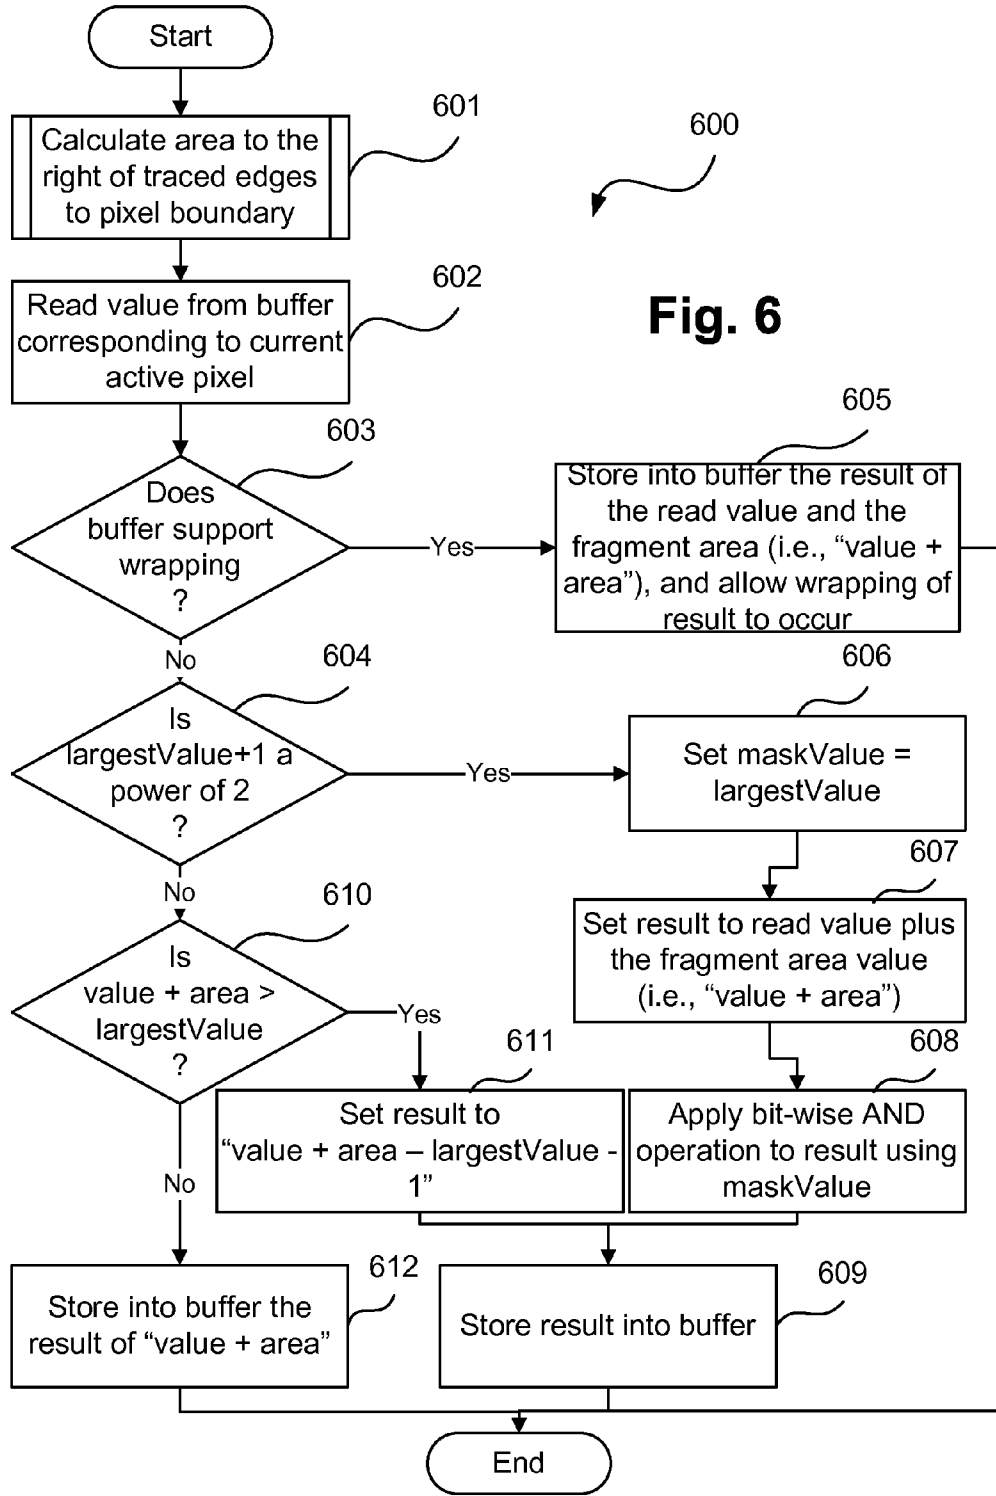 Start
601
Calculate area to the
right of traced edges
to pixel boundary
600
602
Read value from buffer
corresponding to current
active pixel
Fig. 6
603
Does
buffer support
wrapping
?
Yes
605
Store into buffer the result of
the read value and the
fragment area (i.e., “value +
area”), and allow wrapping of
result to occur
No
604
Is
largestValue+1 a
power of 2
?
Yes
606
Set maskValue =
largestValue
No
607
Set result to read value plus
the fragment area value
(i.e., “value + area”)
610
Is
value + area >
largestValue
?
Yes
611
Set result to
“value + area – largestValue -
1”
608
Apply bit-wise AND
operation to result using
maskValue
No
612
Store into buffer the
result of “value + area”
609
Store result into buffer
End